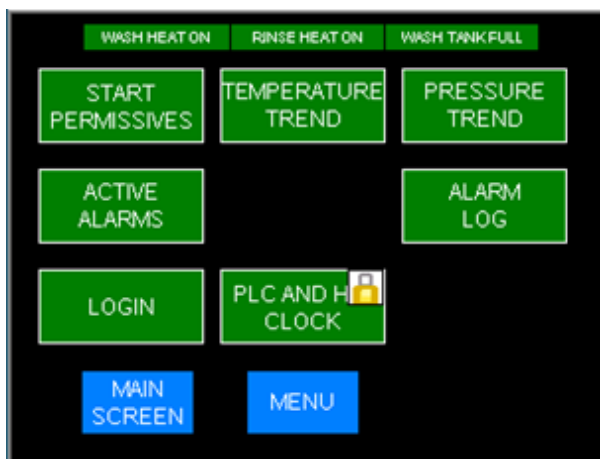 WASH HEAT ON RINSE HEAT ON WASH TANK FULL
START PERMISSIVES
TEMPERATURE TREND
PRESSURE TREND
ACTIVE ALARMS
ALARM LOG
LOGIN
PLC AND H
CLOCK
MAIN SCREEN
MENU